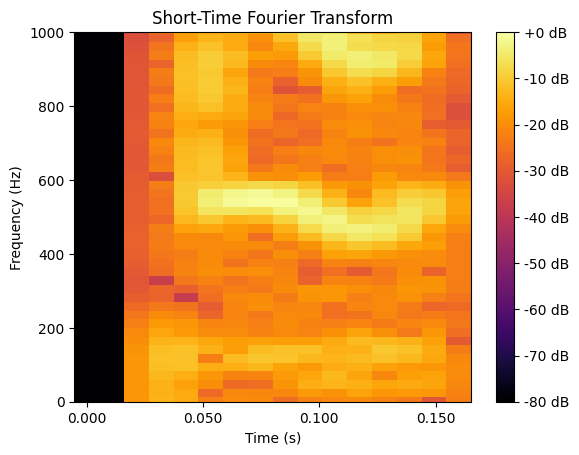 Short-Time Fourier Transform
Frequency (Hz)
1000
800
600
400
200
0
0.000
0.050
0.100
0.150
Time (s)
+0 dB
-10 dB
-20 dB
-30 dB
-40 dB
-50 dB
-60 dB
-70 dB
-80 dB